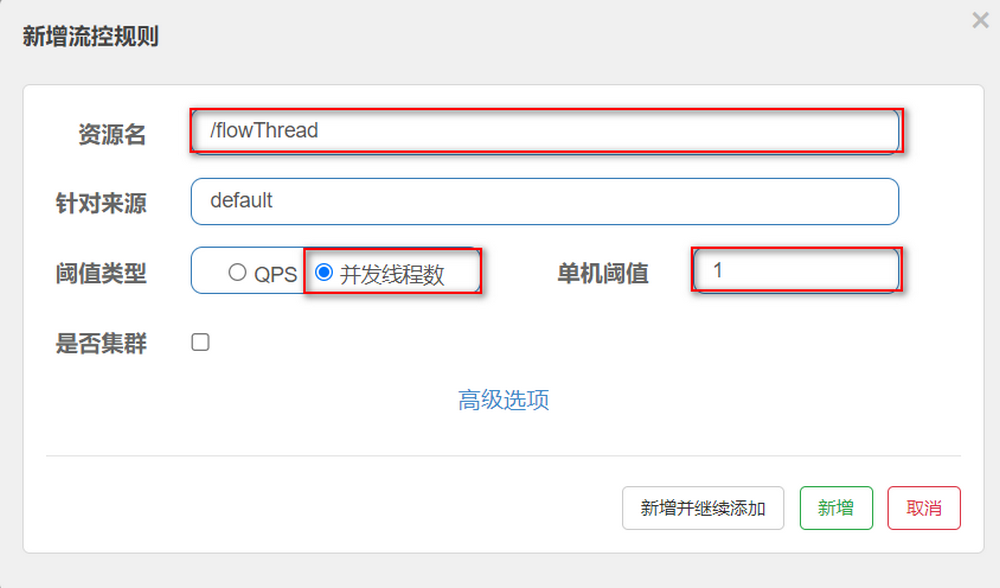 新增流控规则
×
资源名 /flowThread
针对来源 default
阈值类型 QPS 并发线程数 单机阈值 1
是否集群
高级选项
新增并继续添加 新增 取消